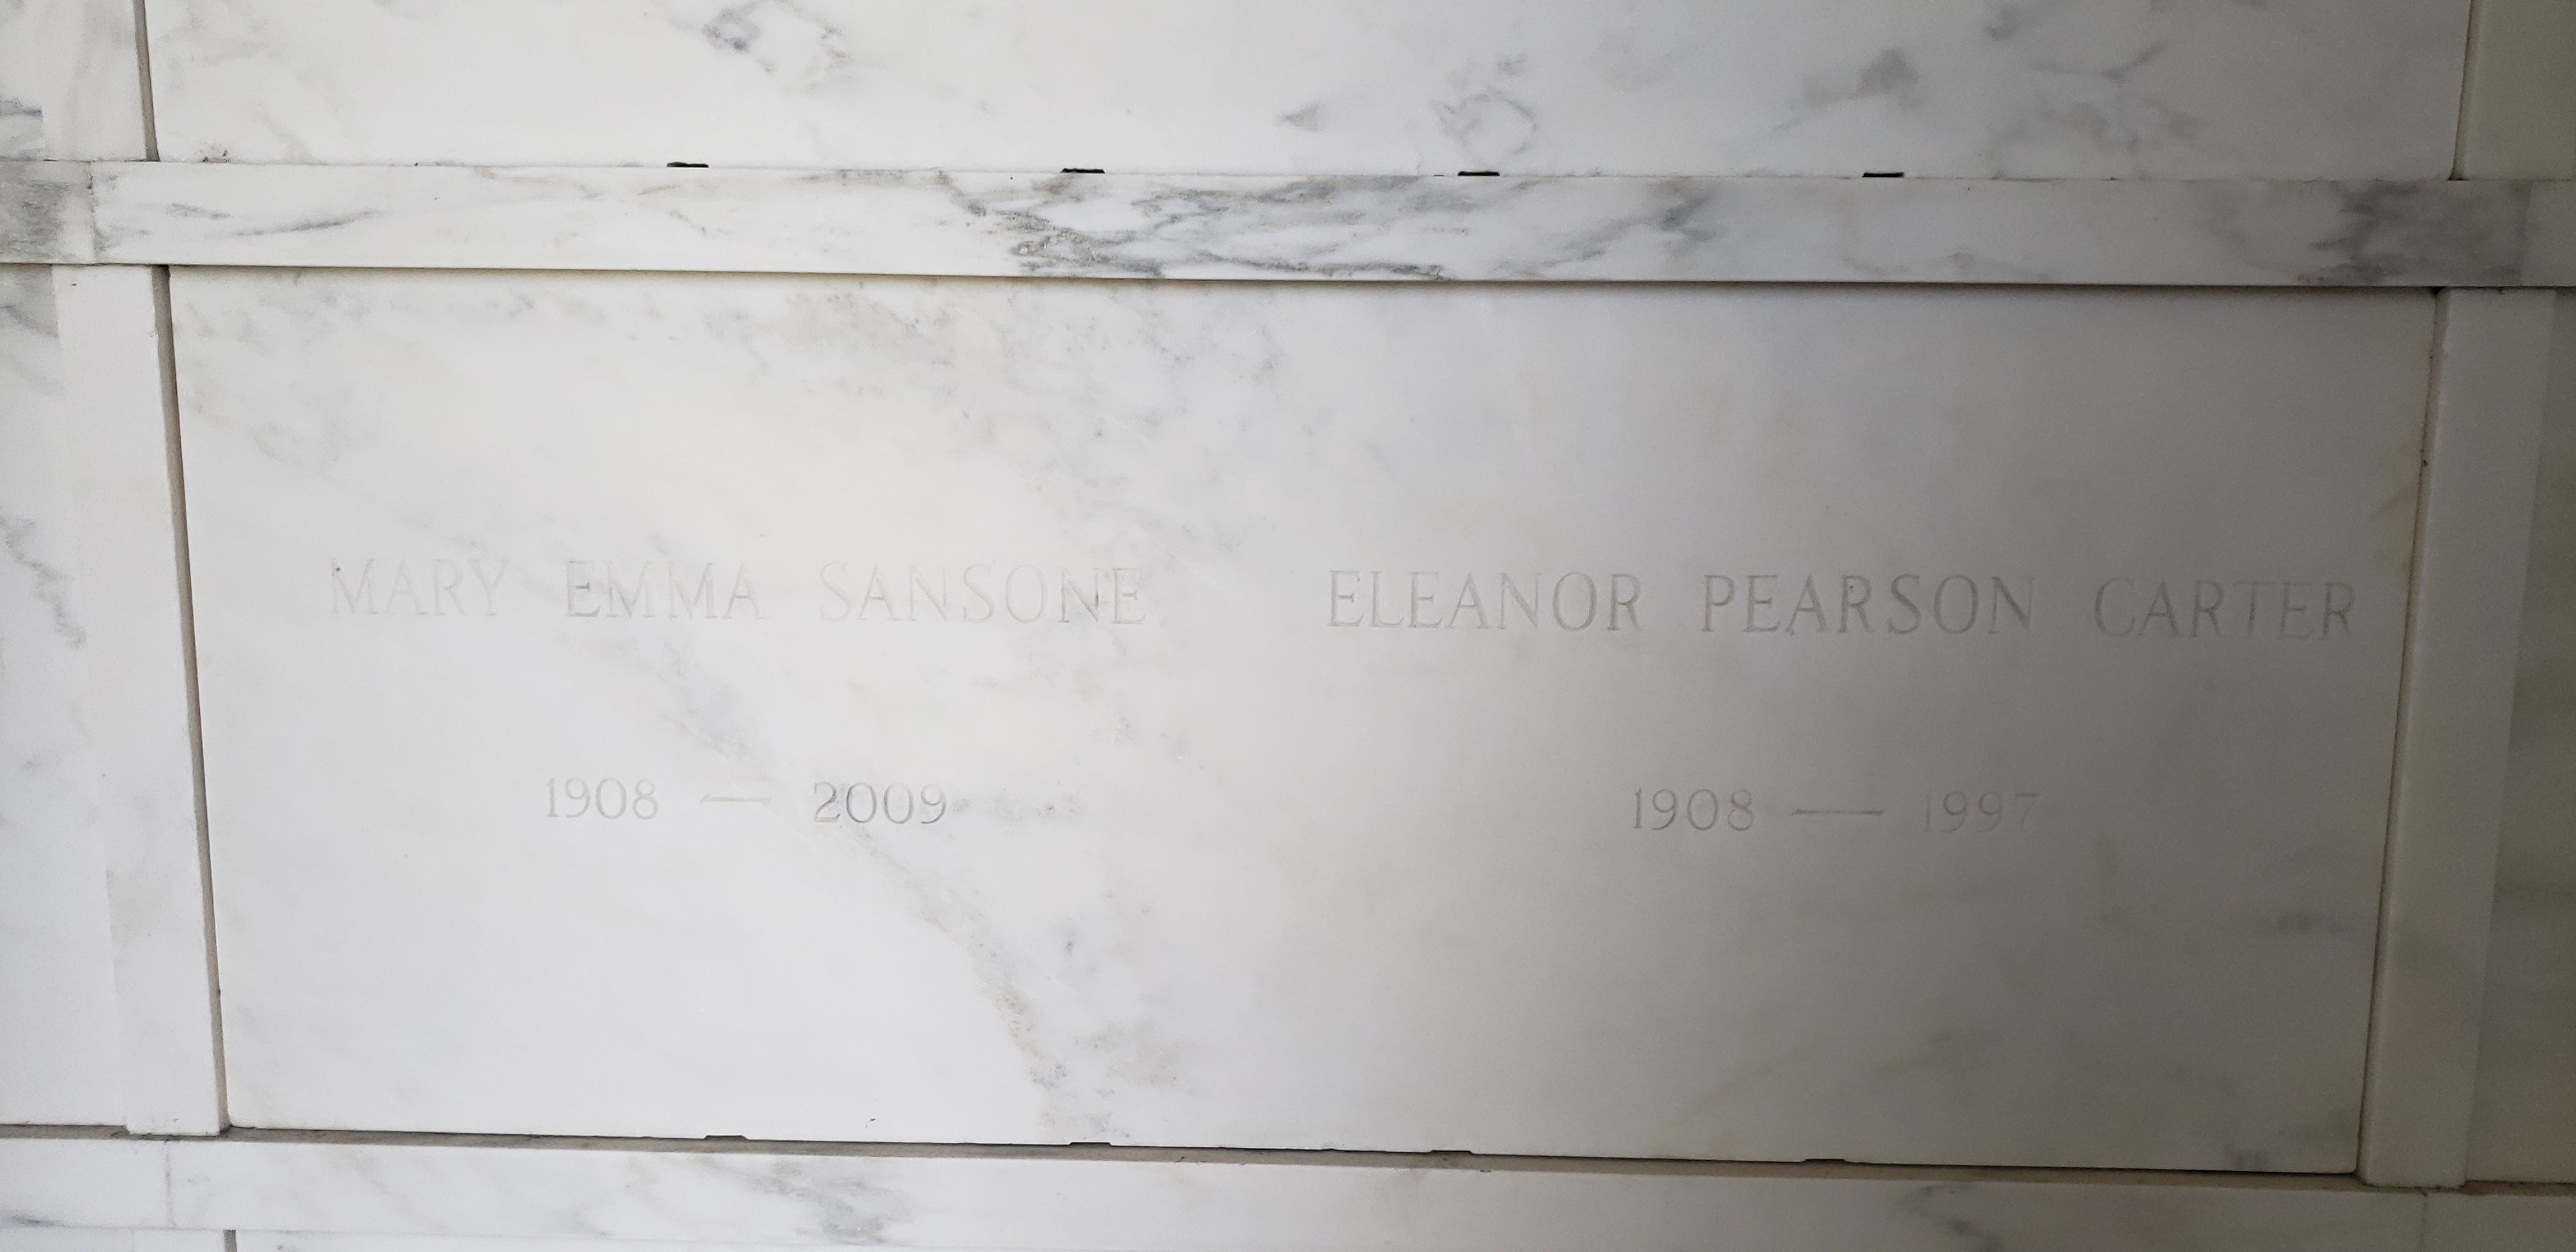 MARY EMMA SANSONE
1908 — 2009
ELEANOR PEARSON CARTER
1908 — 1997